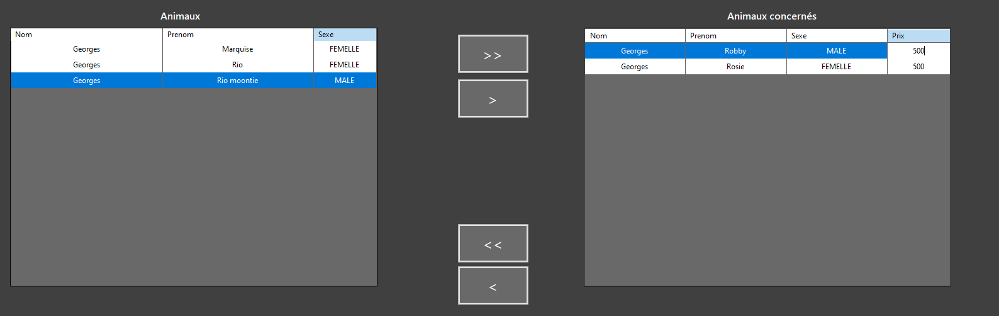 Animaux
Nom Prenom Sexe
Georges Marquise FEMELLE
Georges Rio FEMELLE
Georges Rio moontie MALE
>>
>
<<
<
Animaux concernés
Nom Prenom Sexe Prix
Georges Robby MALE 500
Georges Rosie FEMELLE 500